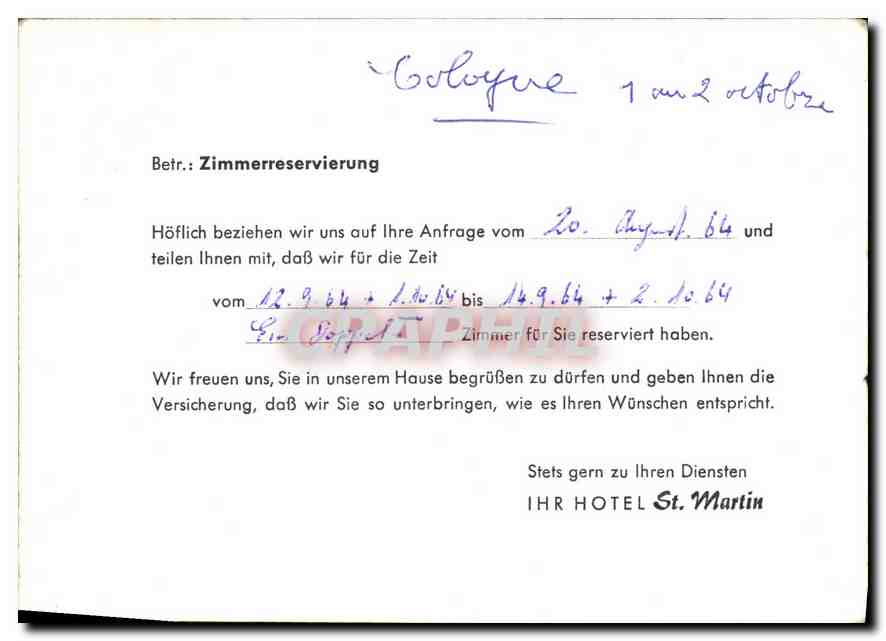 Cologne 1 au 2 octobre
Betr.: Zimmerreservierung
Höflich beziehen wir uns auf Ihre Anfrage vom 20. August. 64 und
teilen Ihnen mit, daß wir für die Zeit
vom 12.9.64 + 1.10.64 bis 14.9.64 + 2.10.64
Ein Doppel Zimmer für Sie reserviert haben.
Wir freuen uns, Sie in unserem Hause begrüßen zu dürfen und geben Ihnen die
Versicherung, daß wir Sie so unterbringen, wie es Ihren Wünschen entspricht.
Stets gern zu Ihren Diensten
IHR HOTEL St. Martin